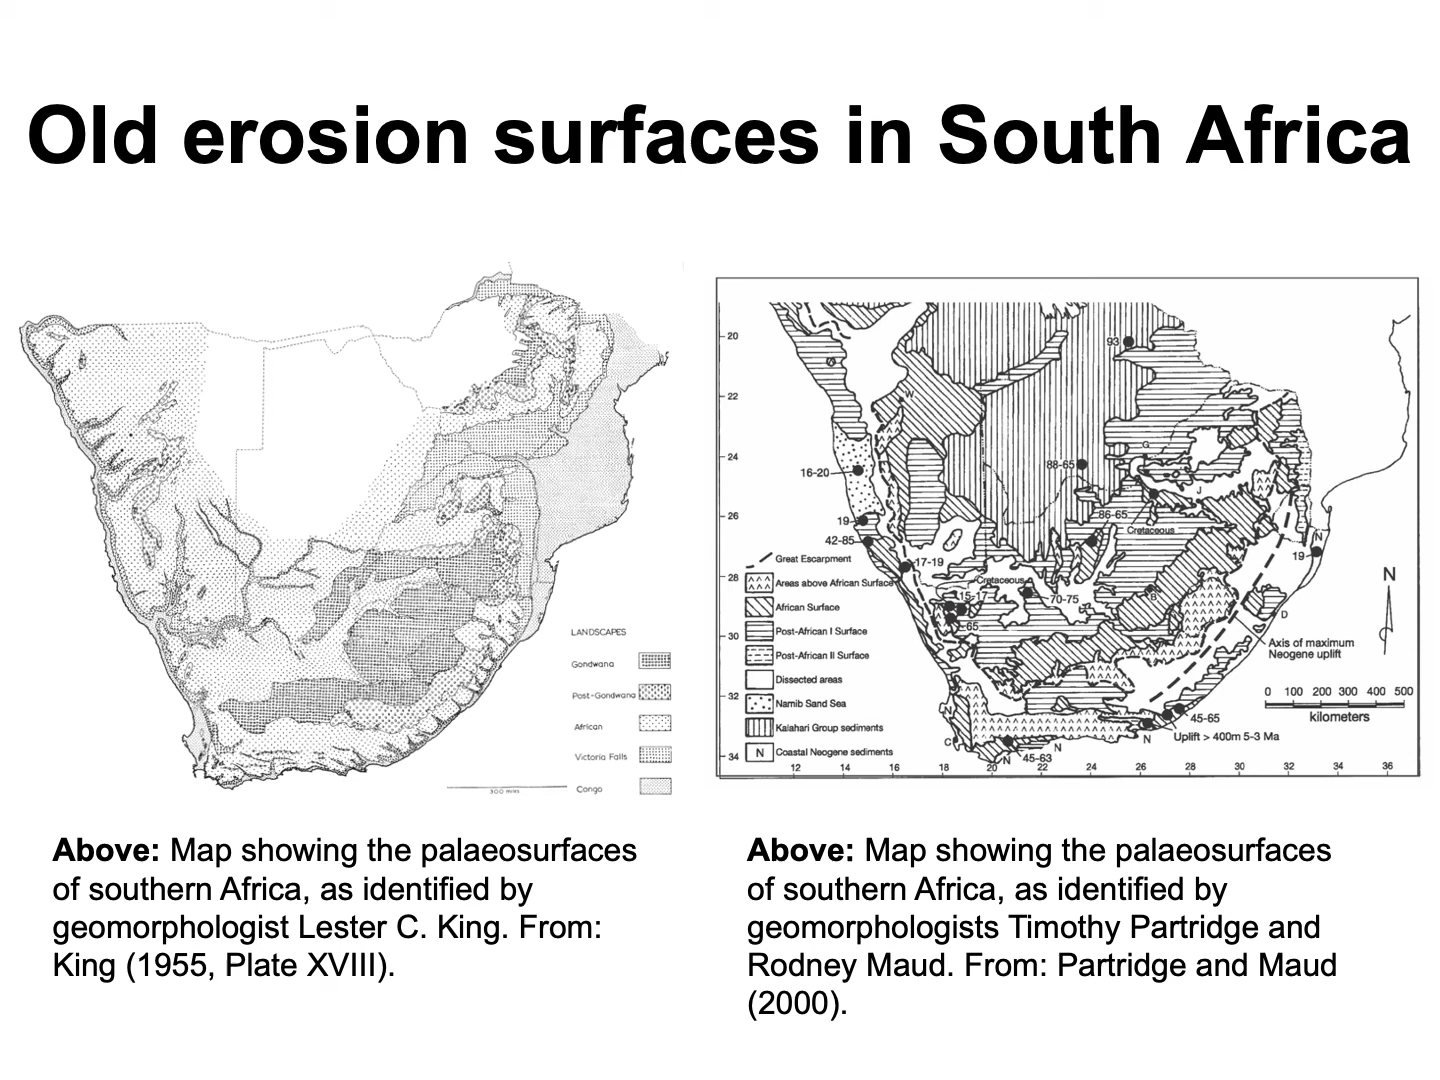 Old erosion surfaces in South Africa
LANDSCAPES
Gondwana
Post-Gondwana
African
Victoria Falls
Congo
300 MILES
20
22
24
26
28
30
32
34
12
14
16
18
20
22
24
26
28
30
32
34
36
93
W
G
88-65
J
16-20
86-65
Cretaceous
19
42-85
N
19
17-19
Cretaceous
15-17
70-75
B
65
D
Great Escarpment
Areas above African Surface
African Surface
Post-African I Surface
Post-African II Surface
Dissected areas
Namib Sand Sea
Kalahari Group sediments
N Coastal Neogene sediments
N
Axis of maximum
Neogene uplift
0 100 200 300 400 500
kilometers
45-65
Uplift > 400m 5-3 Ma
N
C
N
N
N
45-63
Above: Map showing the palaeosurfaces
of southern Africa, as identified by
geomorphologist Lester C. King. From:
King (1955, Plate XVIII).
Above: Map showing the palaeosurfaces
of southern Africa, as identified by
geomorphologists Timothy Partridge and
Rodney Maud. From: Partridge and Maud
(2000).